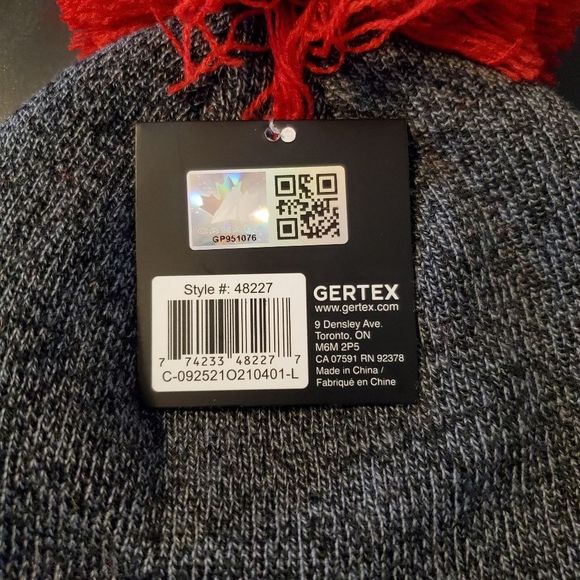 GP951076
Style #: 48227
7 74233 48227 7
C-092521O210401-L
GERTEX
www.gertex.com
9 Densley Ave.
Toronto, ON
M6M 2P5
CA 07591 RN 92378
Made in China /
Fabriqué en Chine